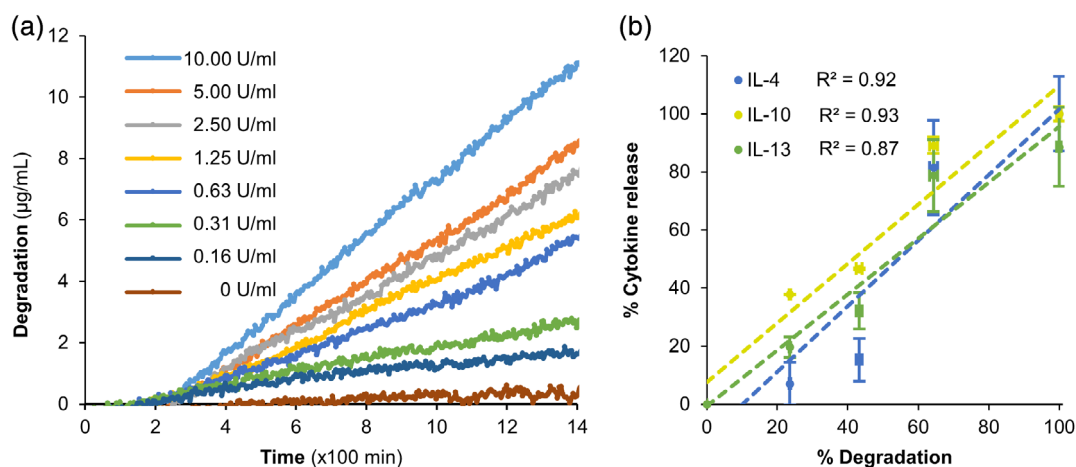 (a)
Degradation (µg/mL)
12
10
8
6
4
2
0
10.00 U/ml
5.00 U/ml
2.50 U/ml
1.25 U/ml
0.63 U/ml
0.31 U/ml
0.16 U/ml
0 U/ml
0 2 4 6 8 10 12 14
Time (x100 min)
(b)
% Cytokine release
120
100
80
60
40
20
0
IL-4 R² = 0.92
IL-10 R² = 0.93
IL-13 R² = 0.87
0 20 40 60 80 100
% Degradation